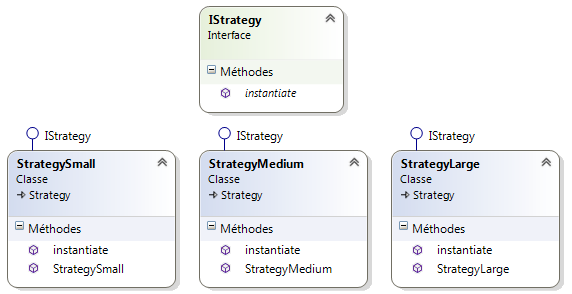 IStrategy
Interface
Méthodes
instantiate
IStrategy
StrategySmall
Classe
Strategy
Méthodes
instantiate
StrategySmall
IStrategy
StrategyMedium
Classe
Strategy
Méthodes
instantiate
StrategyMedium
IStrategy
StrategyLarge
Classe
Strategy
Méthodes
instantiate
StrategyLarge